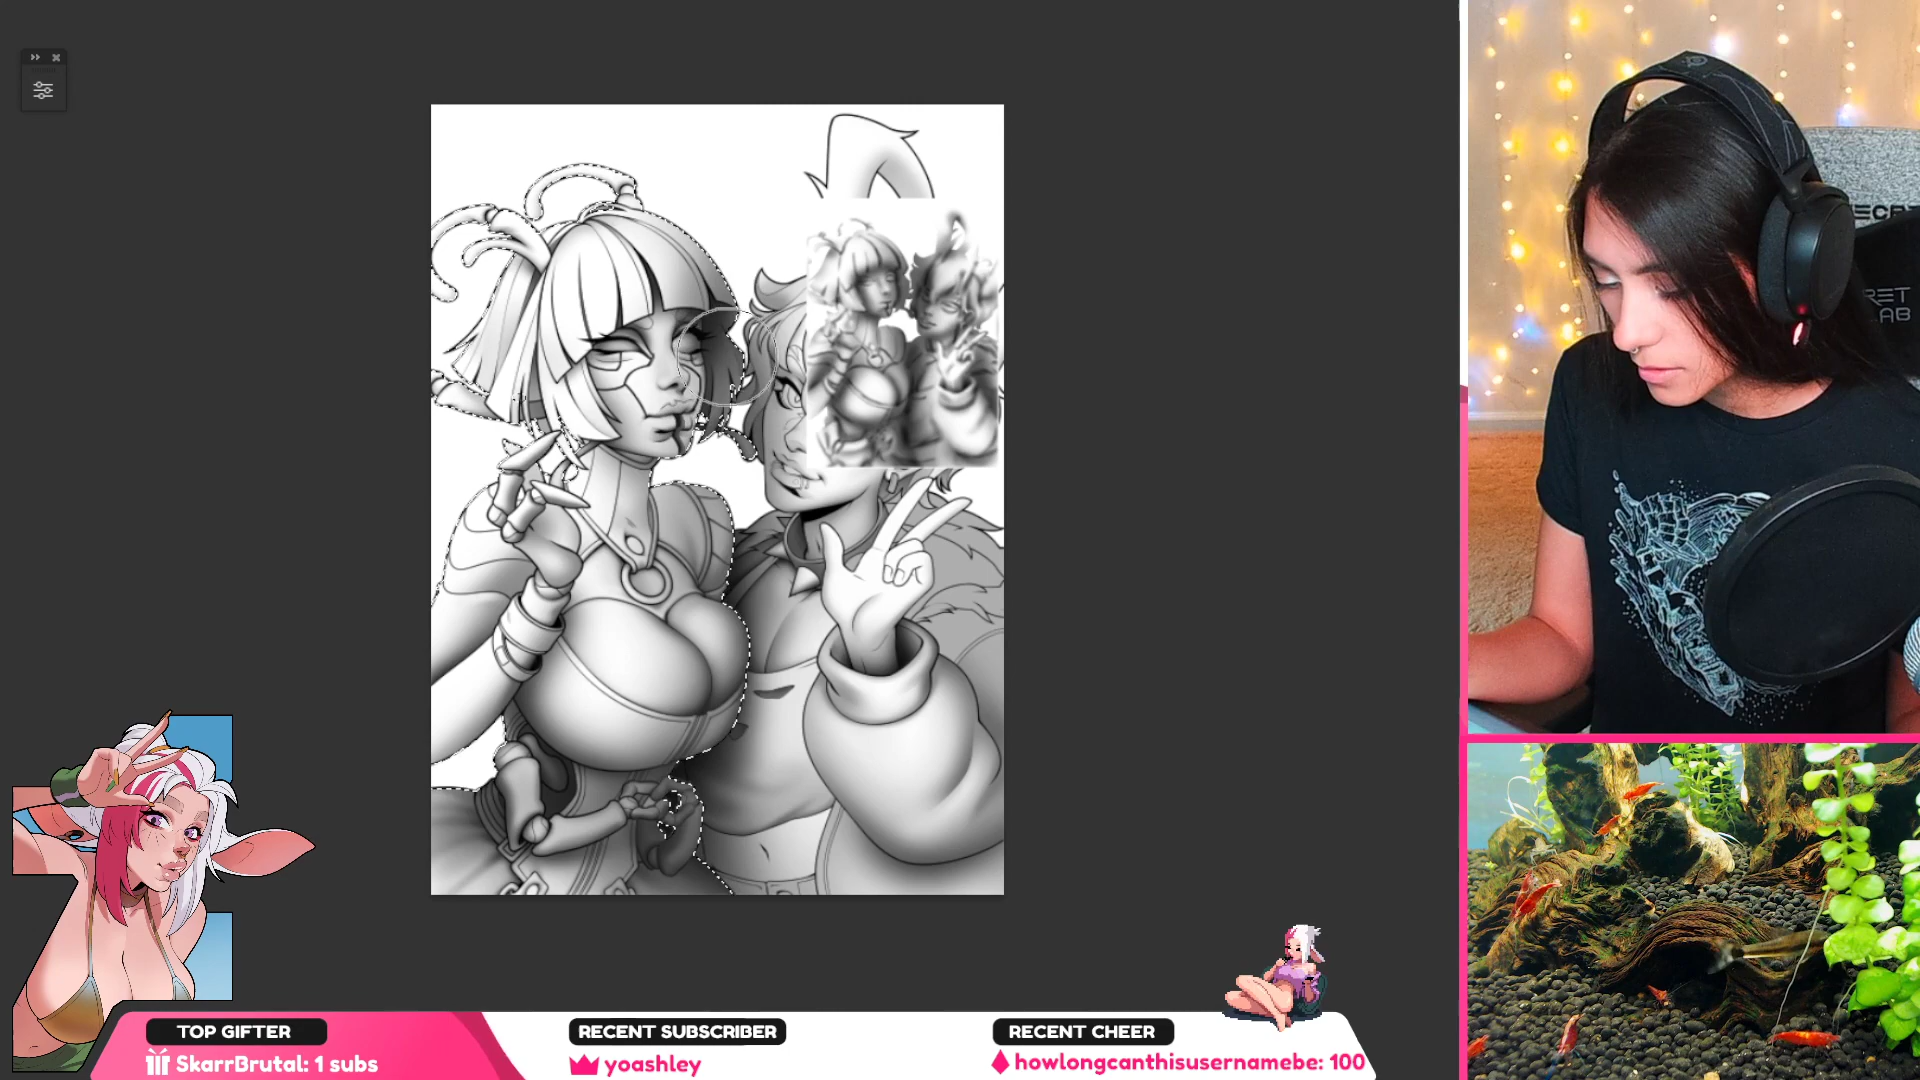 TOP GIFTER
SkarrBrutal: 1 subs
RECENT SUBSCRIBER
yoashley
RECENT CHEER
howlongcanthisusernamebe: 100